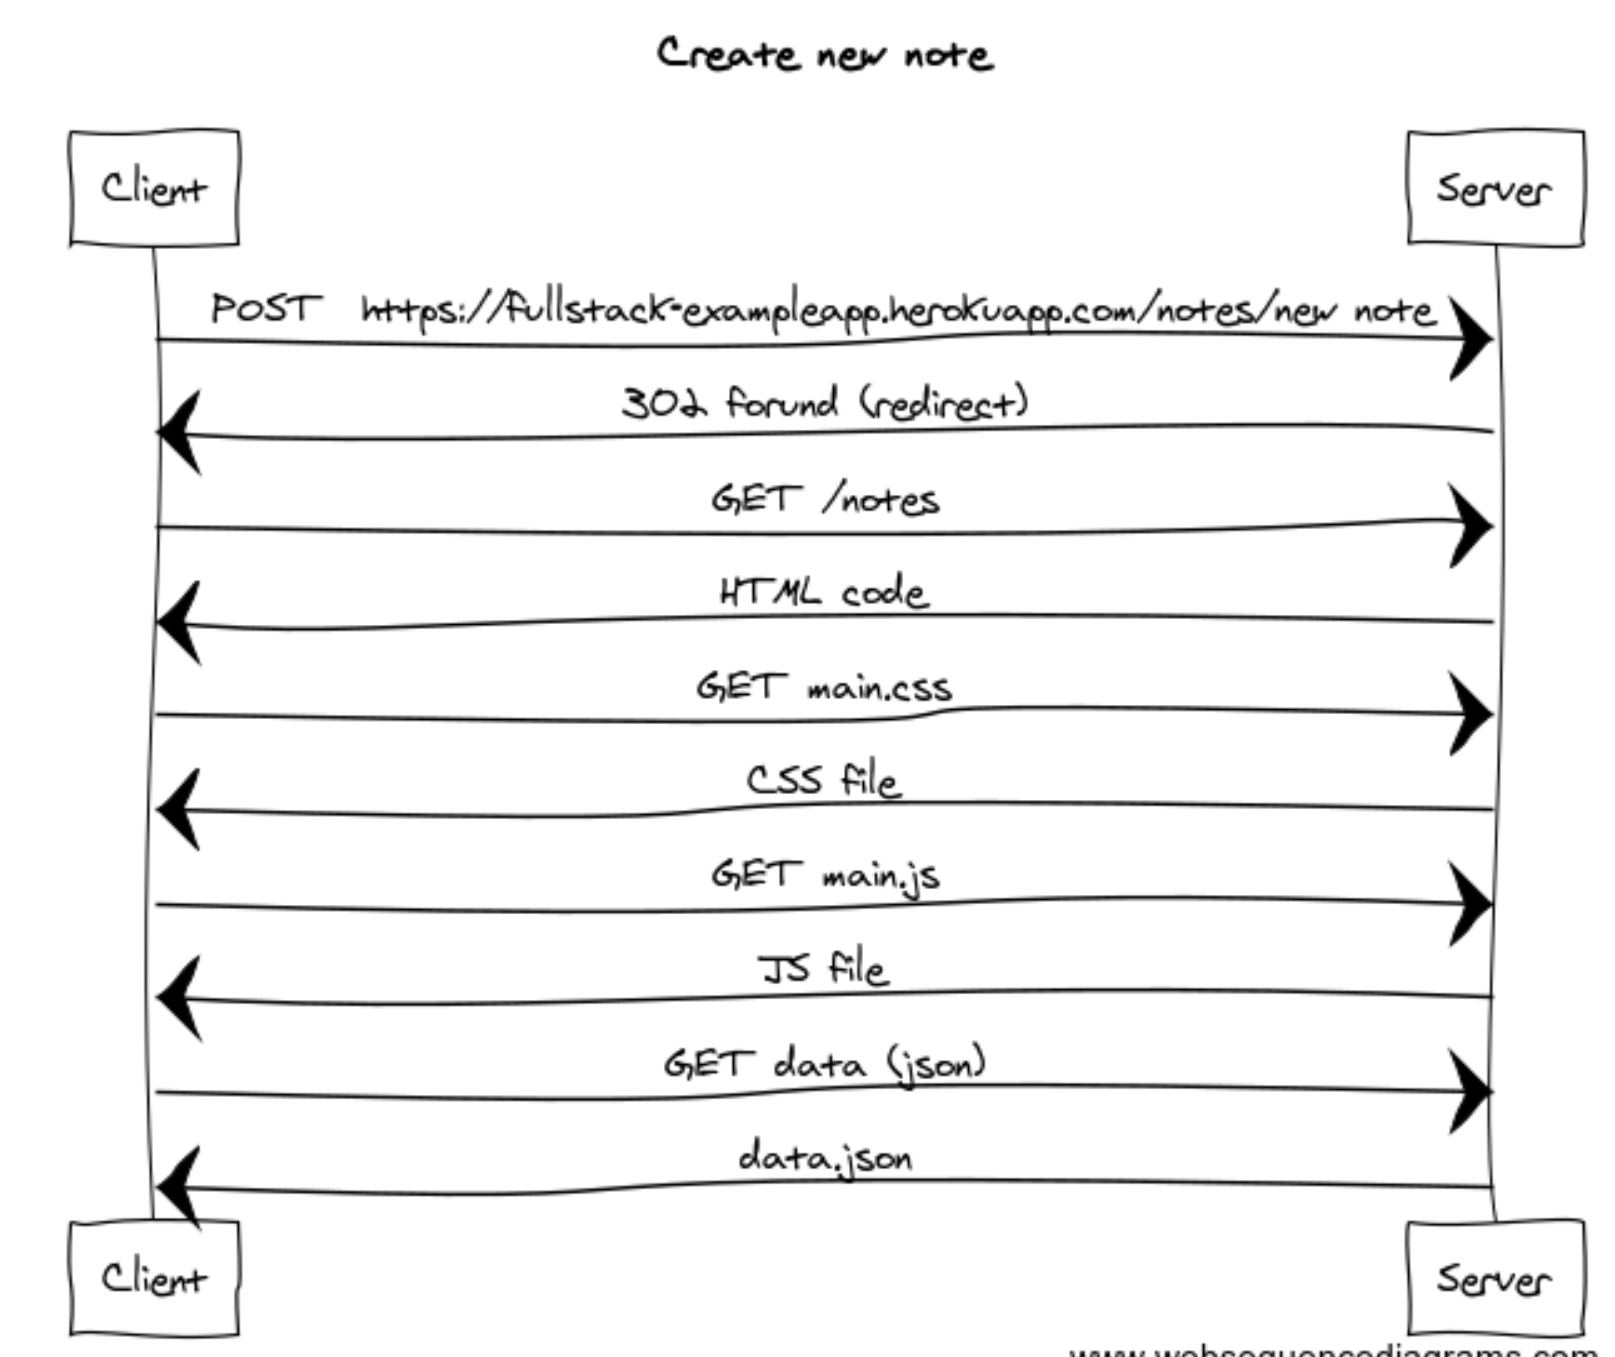 Create new note
Client
Server
POST https://fullstack-exampleapp.herokuapp.com/notes/new note
302 forund (redirect)
GET /notes
HTML code
GET main.css
CSS file
GET main.js
JS file
GET data (json)
data.json
Client
Server
www.websequencediagrams.com